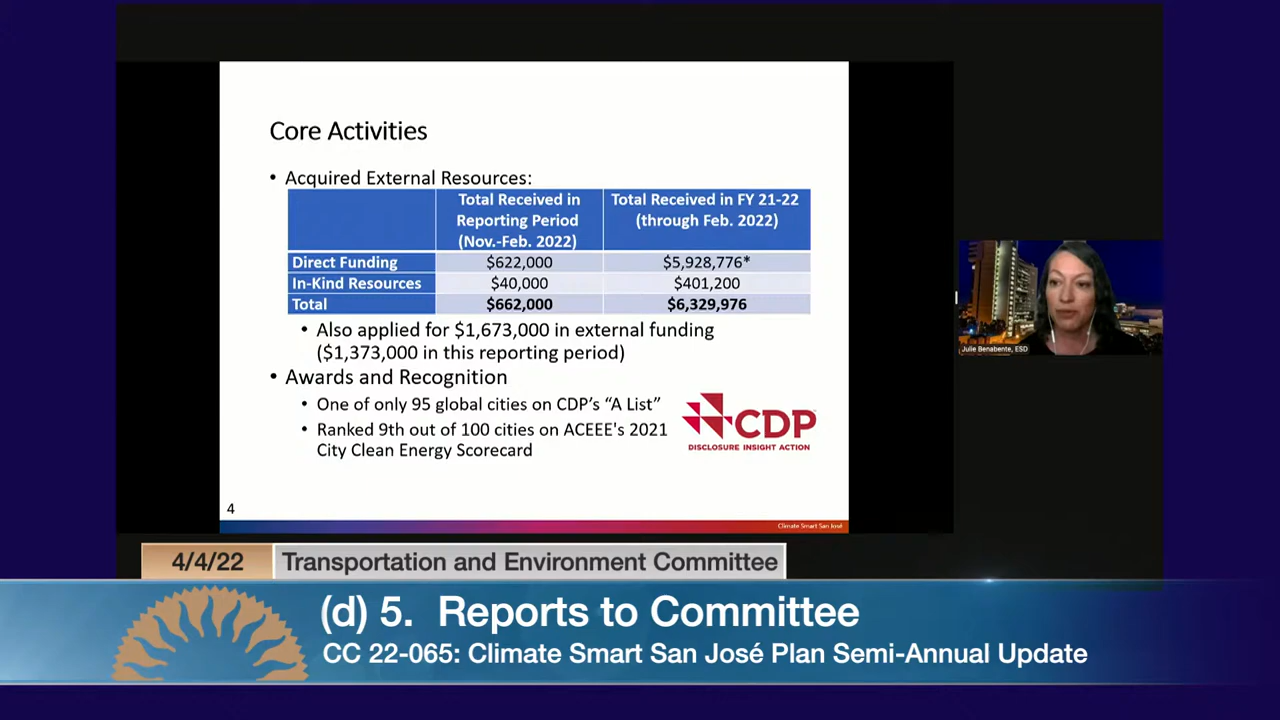 Core Activities
• Acquired External Resources:
Total Received in Reporting Period (Nov.-Feb. 2022)
Total Received in FY 21-22 (through Feb. 2022)
Direct Funding $622,000 $5,928,776*
In-Kind Resources $40,000 $401,200
Total $662,000 $6,329,976
• Also applied for $1,673,000 in external funding
($1,373,000 in this reporting period)
• Awards and Recognition
• One of only 95 global cities on CDP's “A List”
• Ranked 9th out of 100 cities on ACEEE's 2021
City Clean Energy Scorecard
CDP
DISCLOSURE INSIGHT ACTION
4
Climate Smart San José
Julie Benabente, ESD
4/4/22 Transportation and Environment Committee
(d) 5. Reports to Committee
CC 22-065: Climate Smart San José Plan Semi-Annual Update